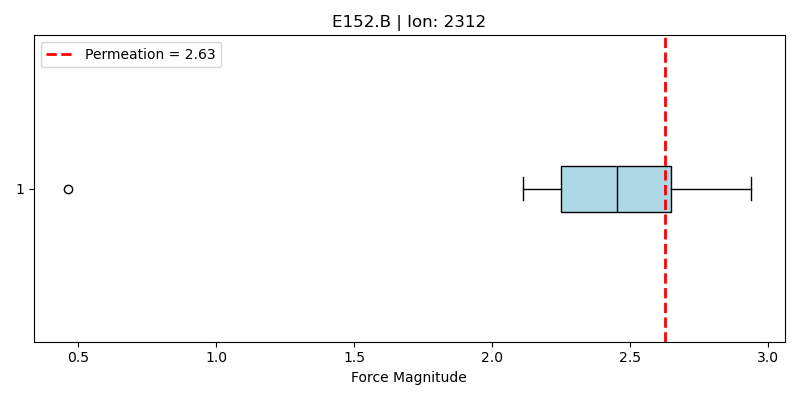 E152.B | Ion: 2312
Permeation = 2.63
1
0.5 1.0 1.5 2.0 2.5 3.0
Force Magnitude